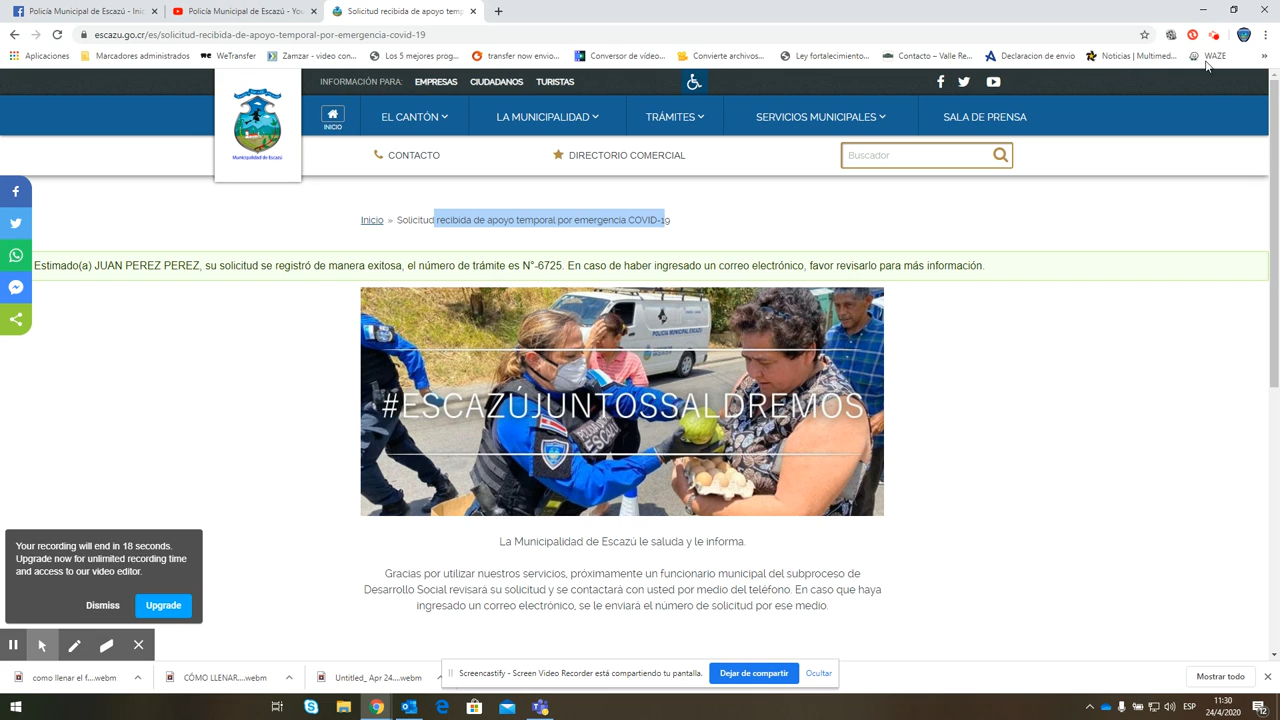 Policía Municipal de Escazú - Inic
Policía Municipal de Escazú - You
Solicitud recibida de apoyo temp
escazu.go.cr/es/solicitud-recibida-de-apoyo-temporal-por-emergencia-covid-19
Aplicaciones
Marcadores administrados
WeTransfer
Zamzar - video con...
Los 5 mejores prog...
transfer now envio...
Conversor de vídeo...
Convierte archivos...
Ley fortalecimiento...
Contacto – Valle Re...
Declaracion de envio
Noticias | Multimed...
WAZE
INFORMACIÓN PARA: EMPRESAS CIUDADANOS TURISTAS
Municipalidad de Escazú
INICIO
EL CANTÓN
LA MUNICIPALIDAD
TRÁMITES
SERVICIOS MUNICIPALES
SALA DE PRENSA
CONTACTO
DIRECTORIO COMERCIAL
Buscador
Inicio » Solicitud recibida de apoyo temporal por emergencia COVID-19
Estimado(a) JUAN PEREZ PEREZ, su solicitud se registró de manera exitosa, el número de trámite es N°-6725. En caso de haber ingresado un correo electrónico, favor revisarlo para más información.
POLICIA MUNICIPAL ESCAZU
#ESCAZÚJUNTOSSALDREMOS
La Municipalidad de Escazú le saluda y le informa.
Gracias por utilizar nuestros servicios, próximamente un funcionario municipal del subproceso de
Desarrollo Social revisará su solicitud y se contactará con usted por medio del teléfono. En caso que haya
ingresado un correo electrónico, se le enviará el número de solicitud por ese medio.
Your recording will end in 18 seconds.
Upgrade now for unlimited recording time
and access to our video editor.
Dismiss
Upgrade
como llenar el f....webm
CÓMO LLENAR....webm
Untitled_ Apr 24....webm
Screencastify - Screen Video Recorder está compartiendo tu pantalla.
Dejar de compartir
Ocultar
Mostrar todo
ESP
11:30
24/4/2020
12